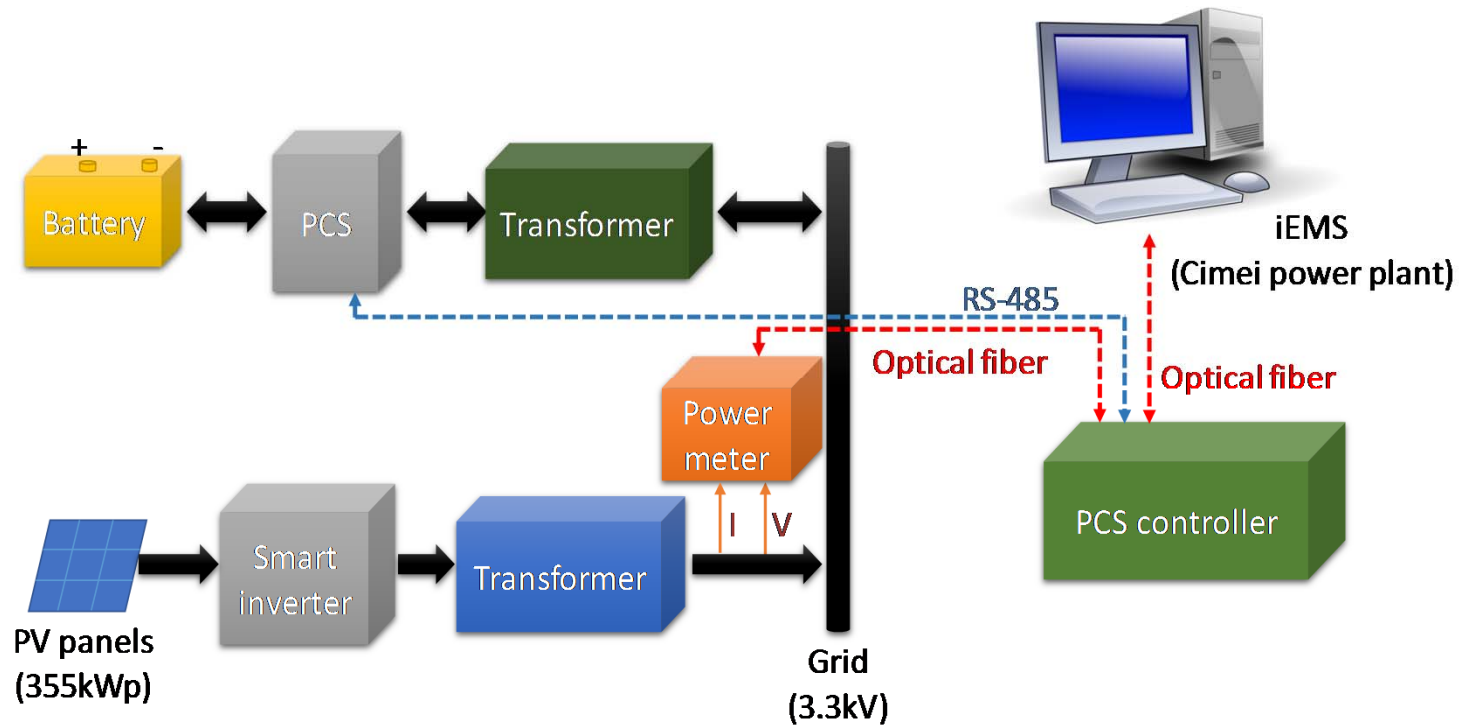 + -
Battery
PCS
Transformer
iEMS
(Cimei power plant)
RS-485
Optical fiber
Optical fiber
Power
meter
I V
PCS controller
Smart
inverter
Transformer
PV panels
(355kWp)
Grid
(3.3kV)